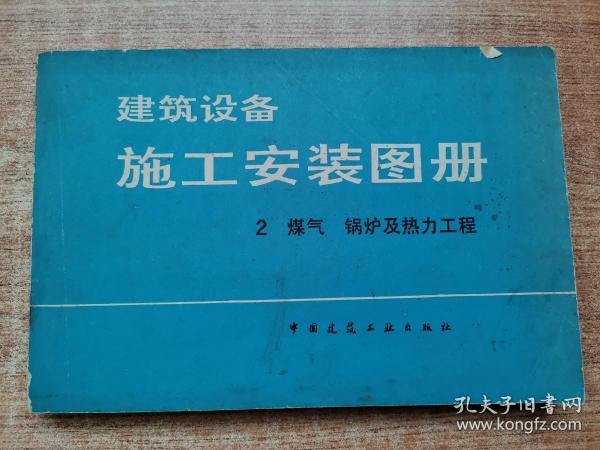 建筑设备
施工安装图册
2 煤气 锅炉及热力工程
中国建筑工业出版社
孔夫子旧書网
www.kongfz.com